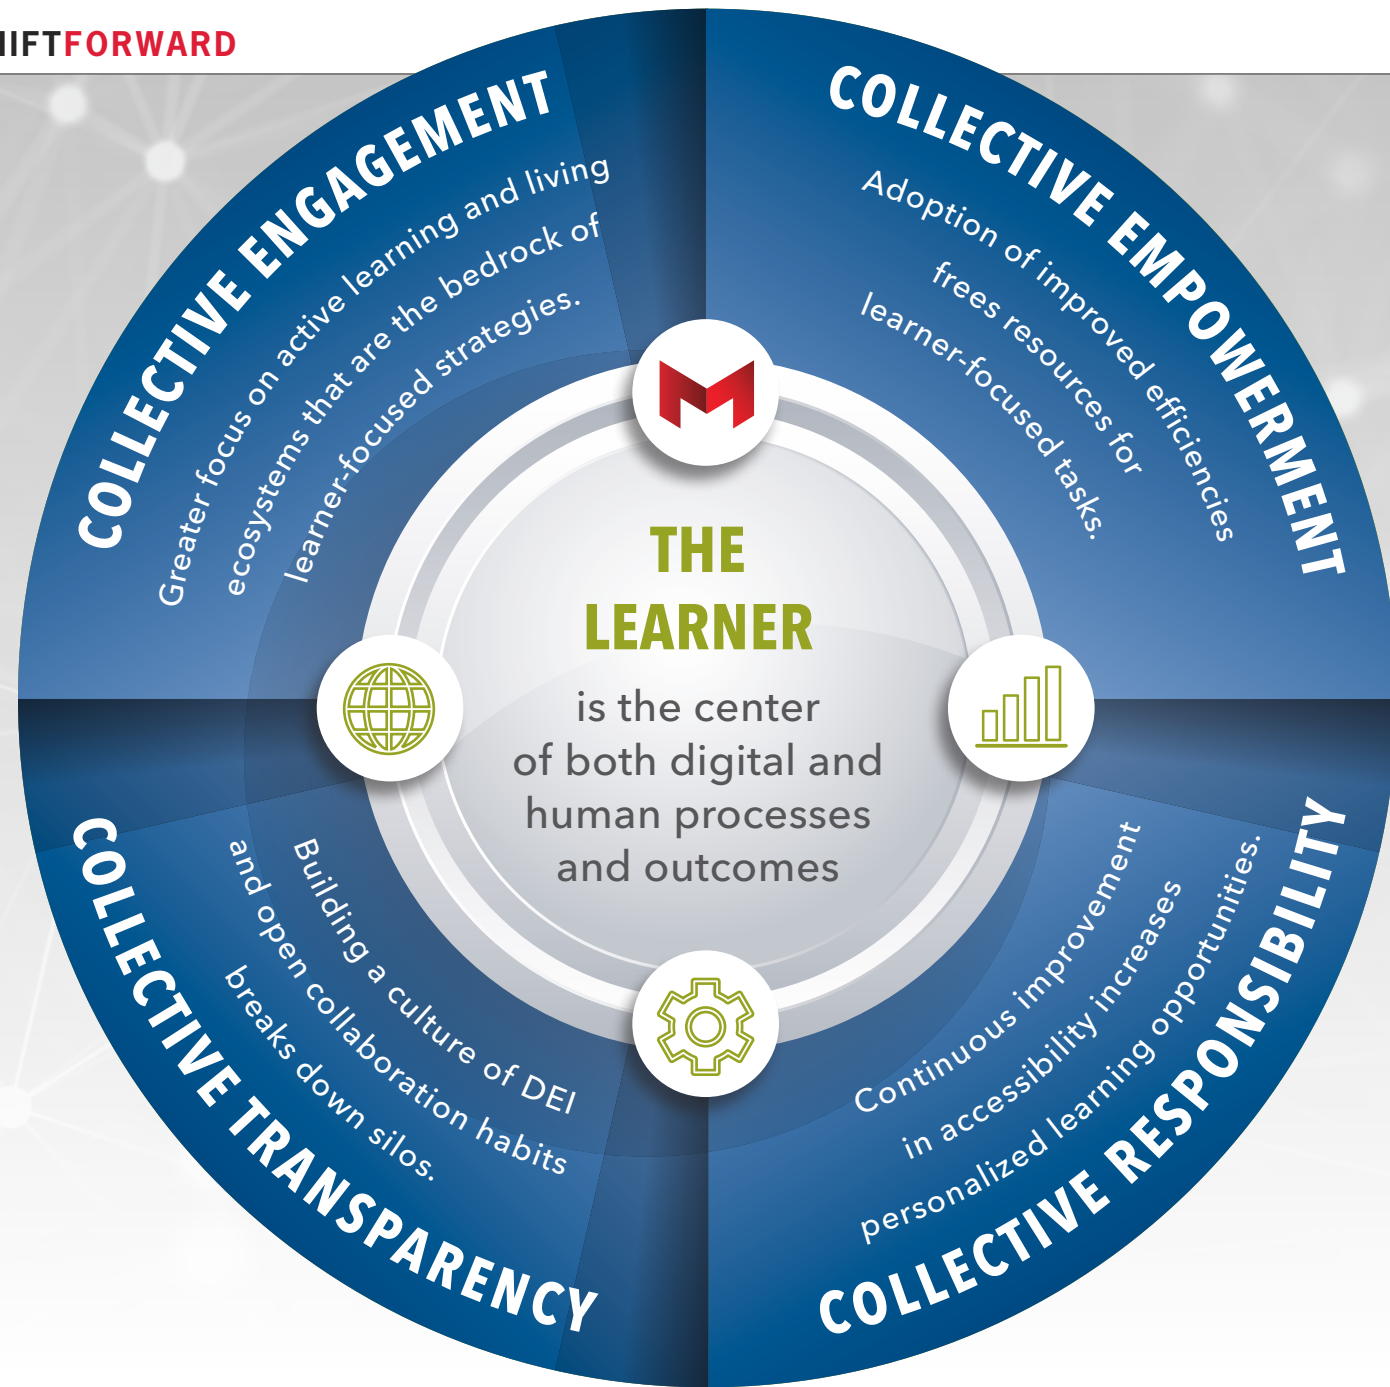 IFTFORWARD
COLLECTIVE ENGAGEMENT
Greater focus on active learning and living
ecosystems that are the bedrock of
learner-focused strategies.
COLLECTIVE EMPOWERMENT
Adoption of improved efficiencies
frees resources for
learner-focused tasks.
THE
LEARNER
is the center
of both digital and
human processes
and outcomes
Building a culture of DEI
and open collaboration habits
breaks down silos.
COLLECTIVE TRANSPARENCY
Continuous improvement
in accessibility increases
personalized learning opportunities.
COLLECTIVE RESPONSIBILITY